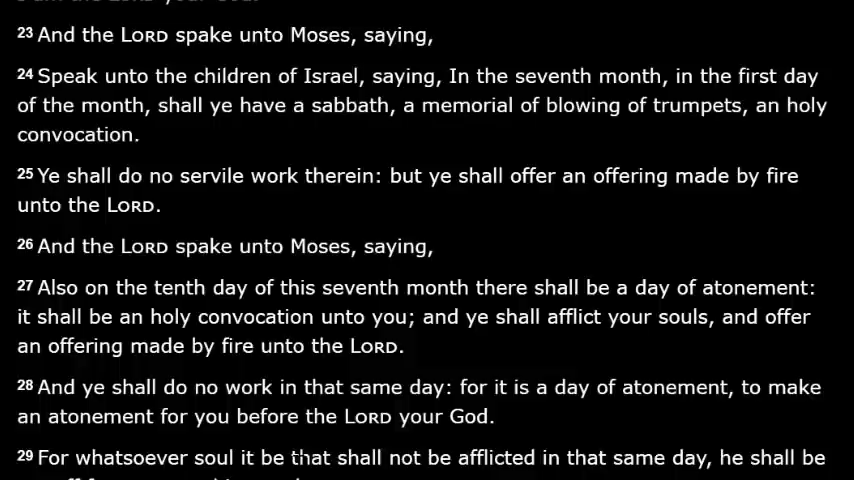 23 And the LORD spake unto Moses, saying,
24 Speak unto the children of Israel, saying, In the seventh month, in the first day
of the month, shall ye have a sabbath, a memorial of blowing of trumpets, an holy
convocation.
25 Ye shall do no servile work therein: but ye shall offer an offering made by fire
unto the LORD.
26 And the LORD spake unto Moses, saying,
27 Also on the tenth day of this seventh month there shall be a day of atonement:
it shall be an holy convocation unto you; and ye shall afflict your souls, and offer
an offering made by fire unto the LORD.
28 And ye shall do no work in that same day: for it is a day of atonement, to make
an atonement for you before the LORD your God.
29 For whatsoever soul it be that shall not be afflicted in that same day, he shall be